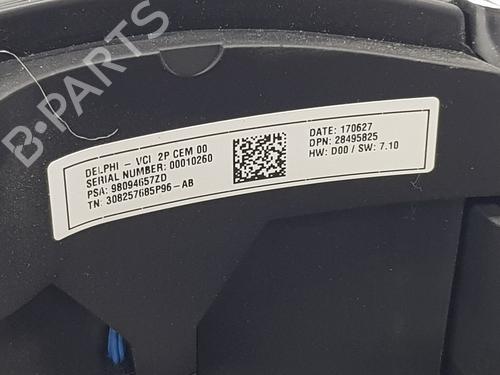 B-PARTS
DELPHI - VCI 2P CEM 00
SERIAL NUMBER: 00010260
PSA: 98094657ZD
TN: 308257685P96-AB
DATE: 170627
DPN: 28495825
HW: D00 / SW: 7.10